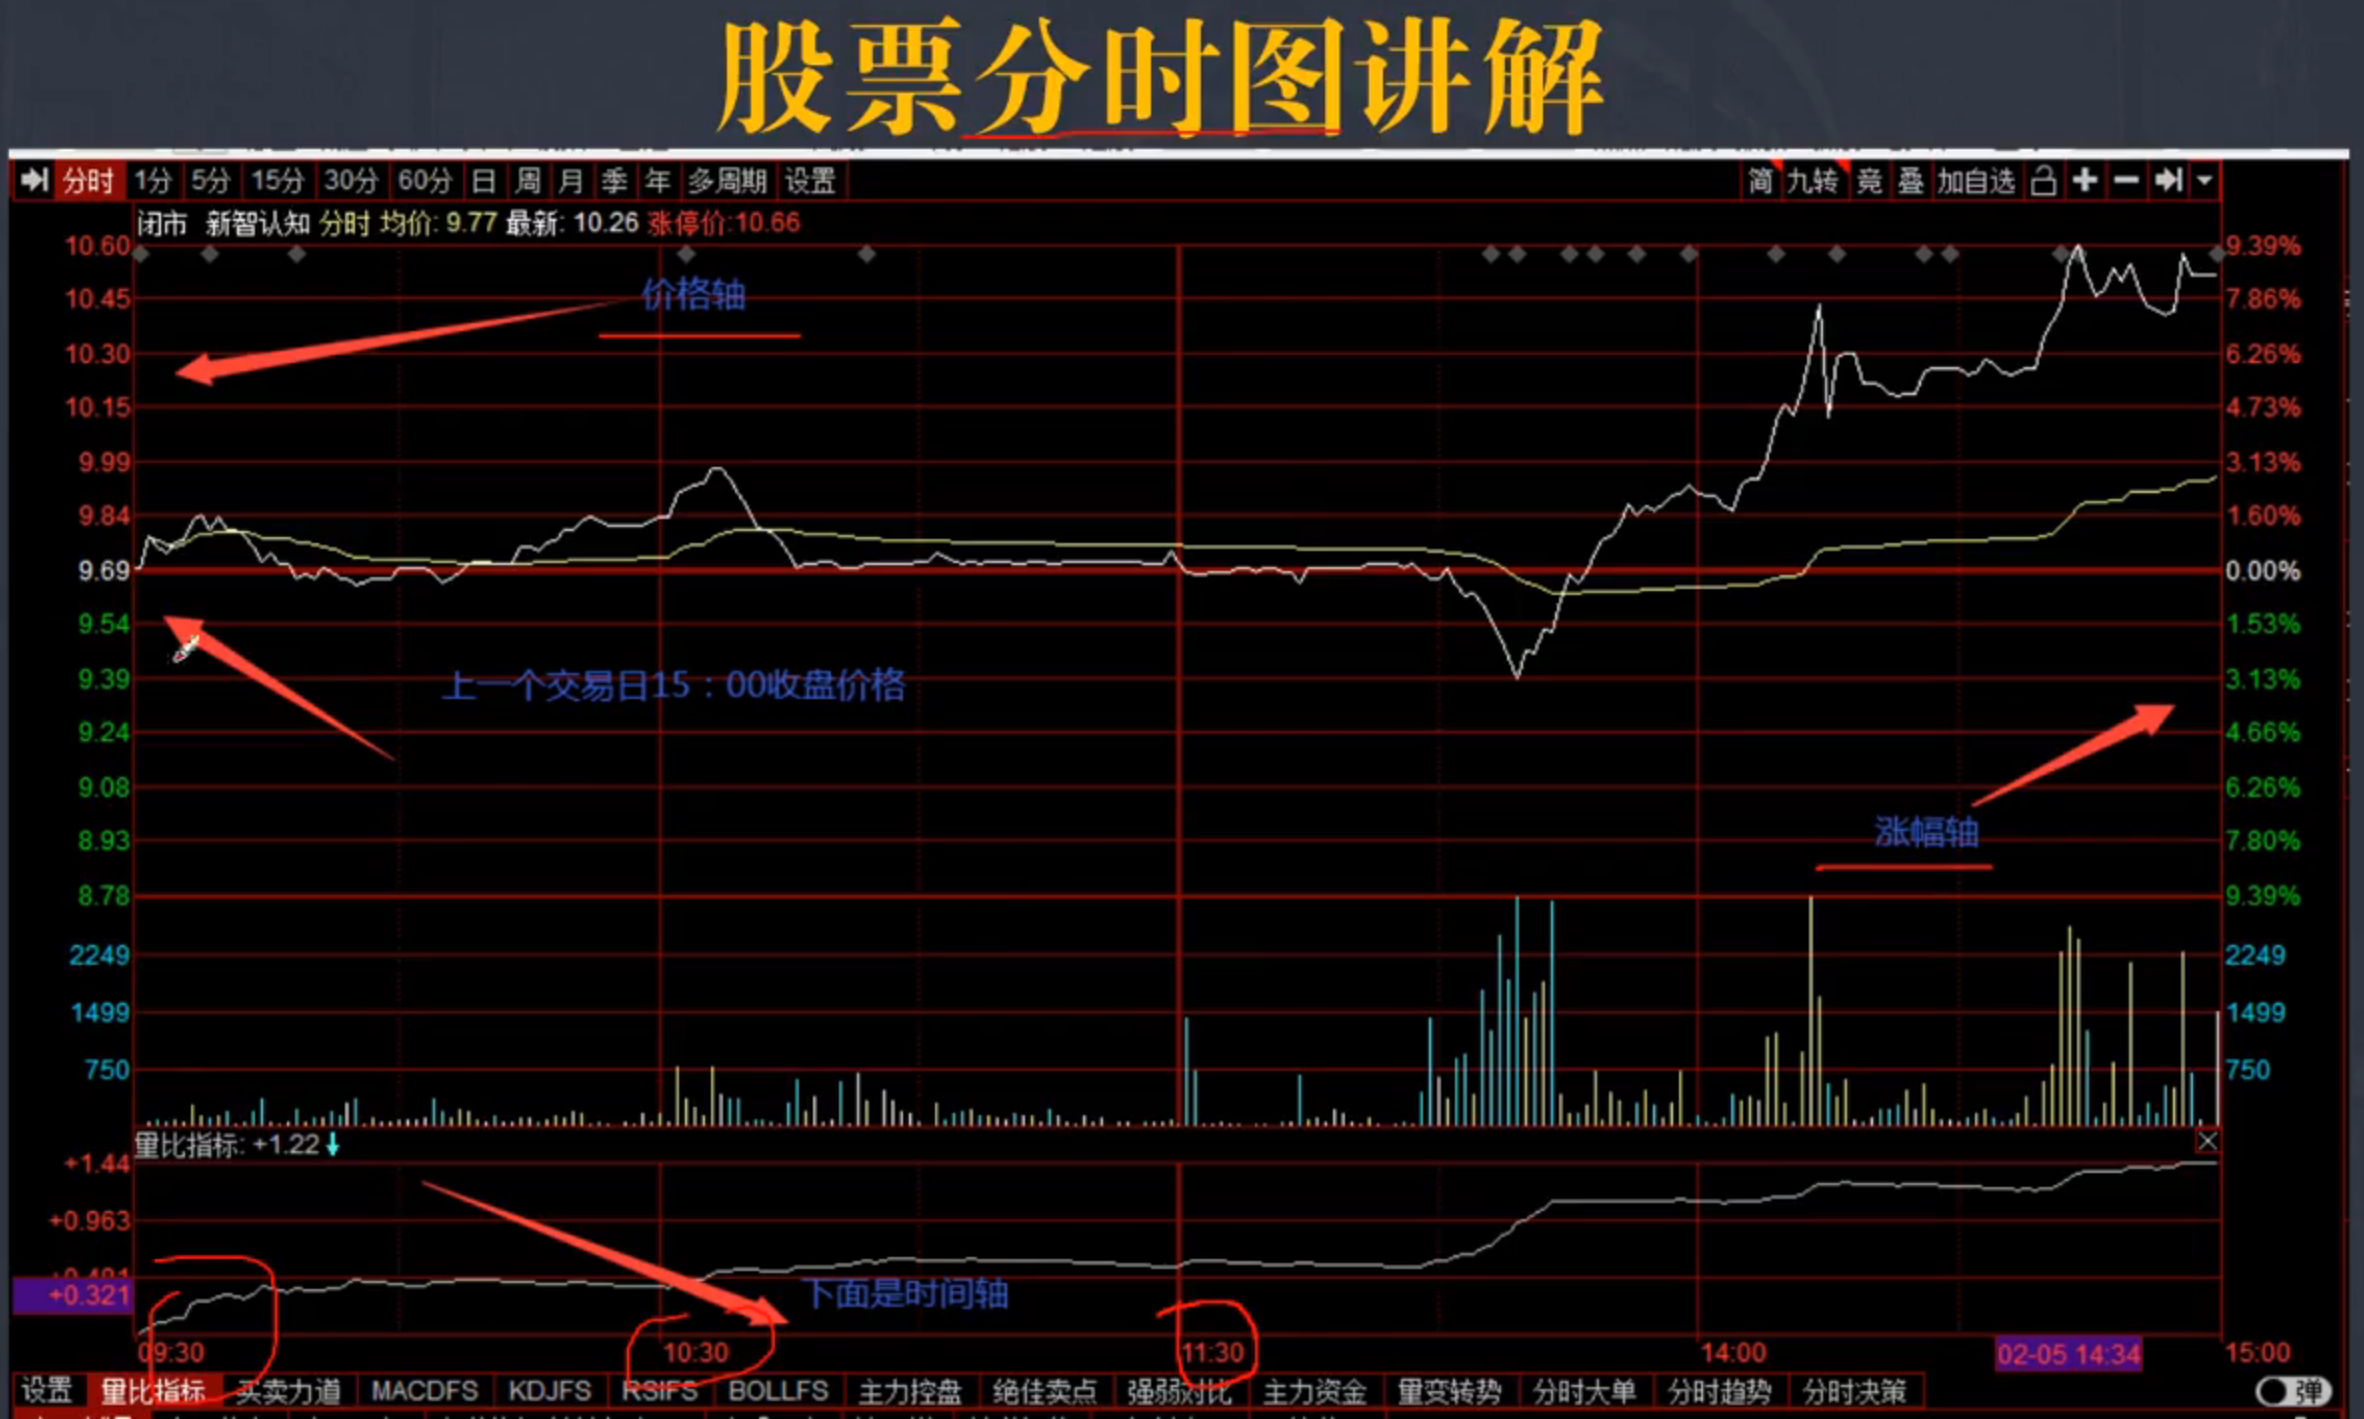 股票分时图讲解
分时 1分 5分 15分 30分 60分 日 周 月 季 年 多周期 设置 简 九转 竞 叠 加自选
闭市 新智认知 分时 均价: 9.77 最新: 10.26 涨停价:10.66
10.60 9.39%
价格轴
10.45 7.86%
10.30 6.26%
10.15 4.73%
9.99 3.13%
9.84 1.60%
9.69 0.00%
9.54 1.53%
9.39 上一个交易日15：00收盘价格 3.13%
9.24 4.66%
9.08 6.26%
8.93 涨幅轴 7.80%
8.78 9.39%
2249 2249
1499 1499
750 750
量比指标: +1.22
+1.44
+0.963
+0.481
+0.321 下面是时间轴
09:30 10:30 11:30 14:00 02-05 14:34 15:00
设置 量比指标 买卖力道 MACDFS KDJFS RSIFS BOLLFS 主力控盘 绝佳卖点 强弱对比 主力资金 量变转势 分时大单 分时趋势 分时决策 弹